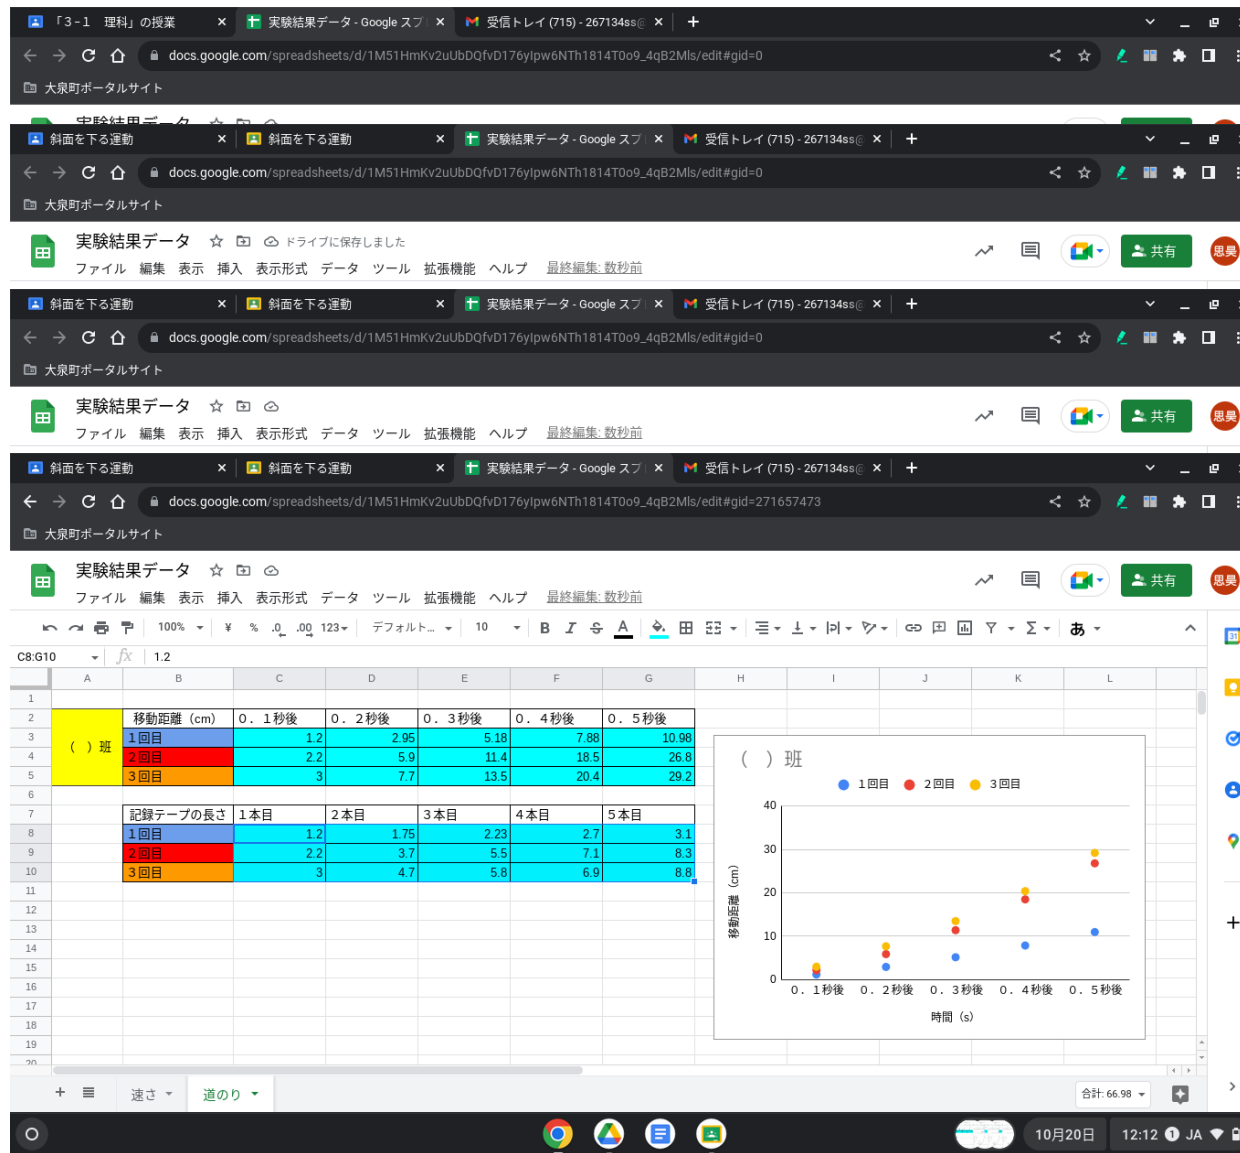 「３−１　理科」の授業 × 実験結果データ - Google スプ × 受信トレイ (715) - 267134ss@ × +
docs.google.com/spreadsheets/d/1M51HmKv2uUbDQfvD176yIpw6NTh1814T0o9_4qB2Mls/edit#gid=0
大泉町ポータルサイト
実験結果データ
斜面を下る運動 × 斜面を下る運動 × 実験結果データ - Google スプ × 受信トレイ (715) - 267134ss@ × +
docs.google.com/spreadsheets/d/1M51HmKv2uUbDQfvD176yIpw6NTh1814T0o9_4qB2Mls/edit#gid=0
大泉町ポータルサイト
実験結果データ ドライブに保存しました
ファイル 編集 表示 挿入 表示形式 データ ツール 拡張機能 ヘルプ 最終編集: 数秒前
共有 思昊
斜面を下る運動 × 斜面を下る運動 × 実験結果データ - Google スプ × 受信トレイ (715) - 267134ss@ × +
docs.google.com/spreadsheets/d/1M51HmKv2uUbDQfvD176yIpw6NTh1814T0o9_4qB2Mls/edit#gid=0
大泉町ポータルサイト
実験結果データ
ファイル 編集 表示 挿入 表示形式 データ ツール 拡張機能 ヘルプ 最終編集: 数秒前
共有 思昊
斜面を下る運動 × 斜面を下る運動 × 実験結果データ - Google スプ × 受信トレイ (715) - 267134ss@ × +
docs.google.com/spreadsheets/d/1M51HmKv2uUbDQfvD176yIpw6NTh1814T0o9_4qB2Mls/edit#gid=271657473
大泉町ポータルサイト
実験結果データ
ファイル 編集 表示 挿入 表示形式 データ ツール 拡張機能 ヘルプ 最終編集: 数秒前
共有 思昊
100% ¥ % .0 .00 123 デフォルト... 10 B I S A あ
C8:G10 fx 1.2
A B C D E F G H I J K L
1
2 移動距離（cm） ０．１秒後 ０．２秒後 ０．３秒後 ０．４秒後 ０．５秒後
3 １回目 1.2 2.95 5.18 7.88 10.98
（　）班
4 ２回目 2.2 5.9 11.4 18.5 26.8
5 ３回目 3 7.7 13.5 20.4 29.2
6
7 記録テープの長さ １本目 ２本目 ３本目 ４本目 ５本目
8 １回目 1.2 1.75 2.23 2.7 3.1
9 ２回目 2.2 3.7 5.5 7.1 8.3
10 ３回目 3 4.7 5.8 6.9 8.8
11
12
13
14
15
16
17
18
19
20
（　）班
１回目 ２回目 ３回目
40
30
20
10
0
移動距離（cm）
０．１秒後 ０．２秒後 ０．３秒後 ０．４秒後 ０．５秒後
時間（s）
31
+ 速さ 道のり 合計: 66.98
10月20日 12:12 1 JA